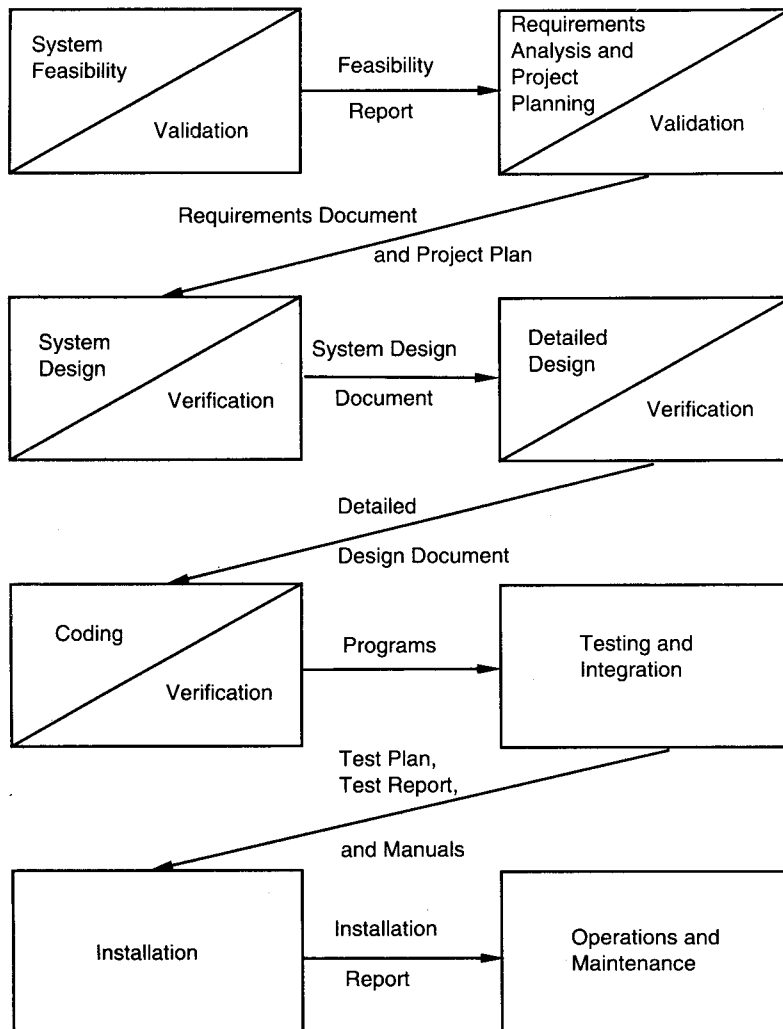 System
Feasibility
Validation
Feasibility
Report
Requirements
Analysis and
Project
Planning
Validation
Requirements Document
and Project Plan
System
Design
Verification
System Design
Document
Detailed
Design
Verification
Detailed
Design Document
Coding
Verification
Programs
Testing and
Integration
Test Plan,
Test Report,
and Manuals
Installation
Installation
Report
Operations and
Maintenance